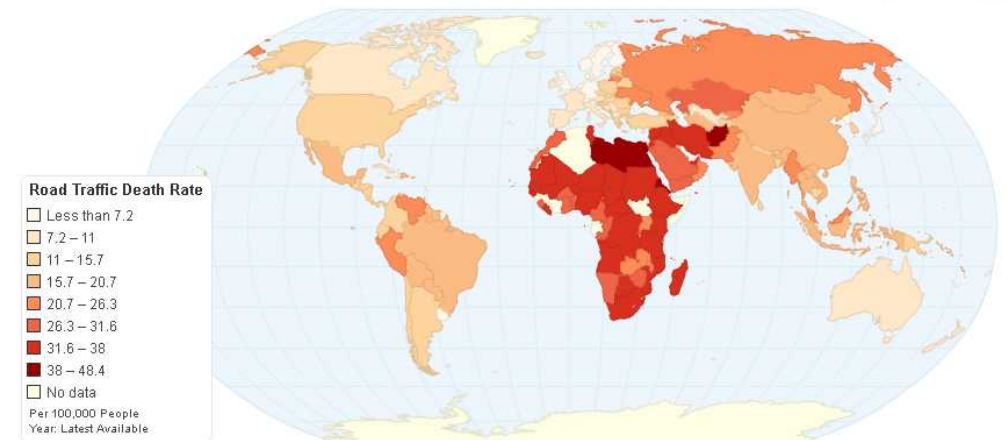 Road Traffic Death Rate
Less than 7.2
7.2 – 11
11 – 15.7
15.7 – 20.7
20.7 – 26.3
26.3 – 31.6
31.6 – 38
38 – 48.4
No data
Per 100,000 People
Year: Latest Available